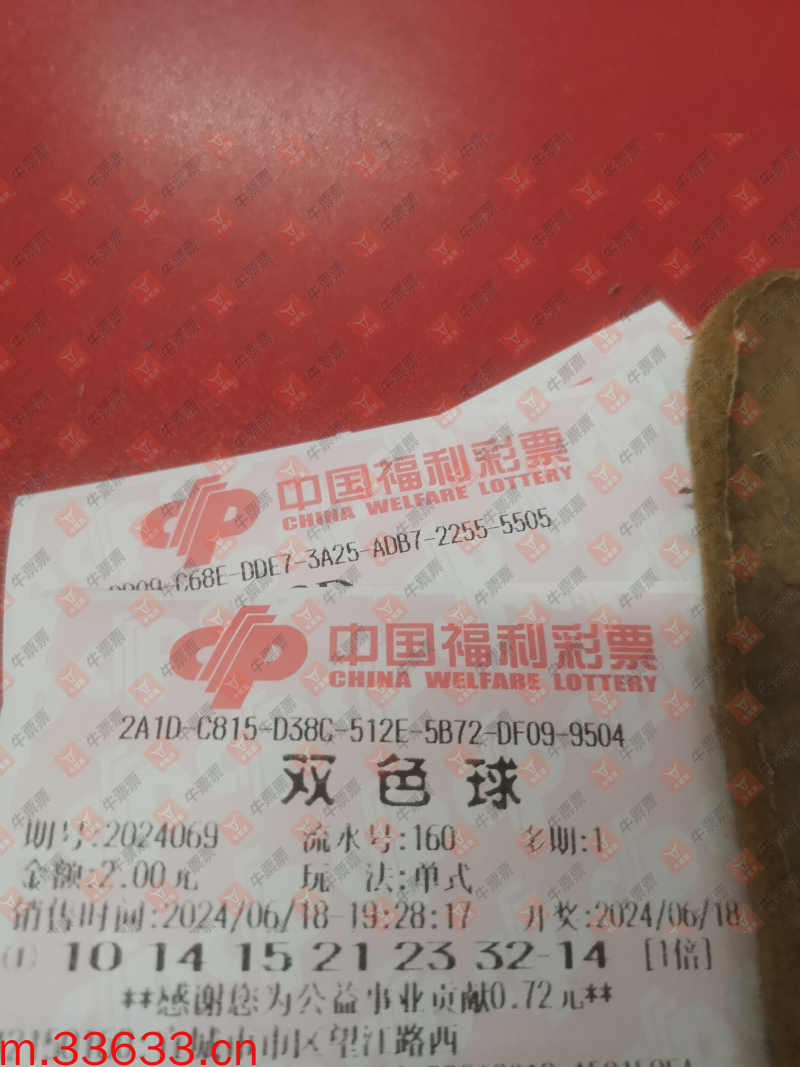 中国福利彩票
CHINA WELFARE LOTTERY
C68E-DDE7-3A25-ADB7-2255-5505
中国福利彩票
CHINA WELFARE LOTTERY
2A1D-C815-D38C-512E-5B72-DF09-9504
双色球
期号:2024069 流水号:160 多期:1
金额:2.00元 玩法:单式
销售时间:2024/06/18-19:28:17 开奖:2024/06/18
① 10 14 15 21 23 32-14 [1倍]
**感谢您为公益事业贡献0.72元**
城市市区望江路西
m.33633.cn
牛票票